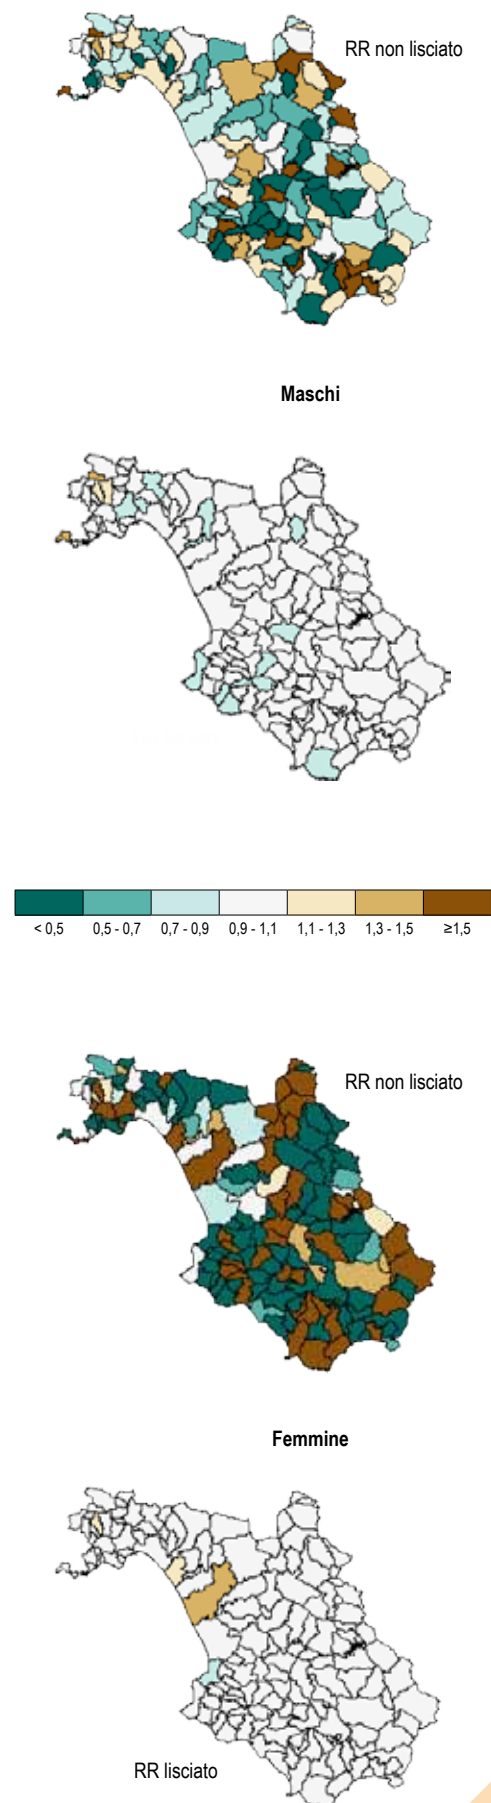 RR non lisciato
Maschi
< 0,5 0,5 - 0,7 0,7 - 0,9 0,9 - 1,1 1,1 - 1,3 1,3 - 1,5 ≥1,5
RR non lisciato
Femmine
RR lisciato